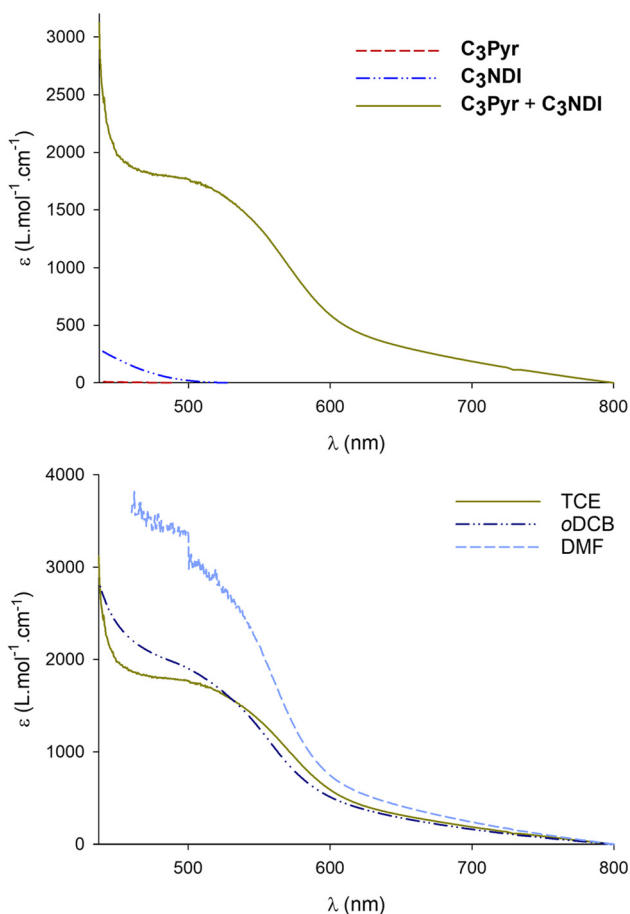 3000
2500
2000
1500
1000
500
0
ε (L.mol⁻¹.cm⁻¹)
C₃Pyr
C₃NDI
C₃Pyr + C₃NDI
500 600 700 800
λ (nm)
4000
3000
2000
1000
0
ε (L.mol⁻¹.cm⁻¹)
TCE
oDCB
DMF
500 600 700 800
λ (nm)